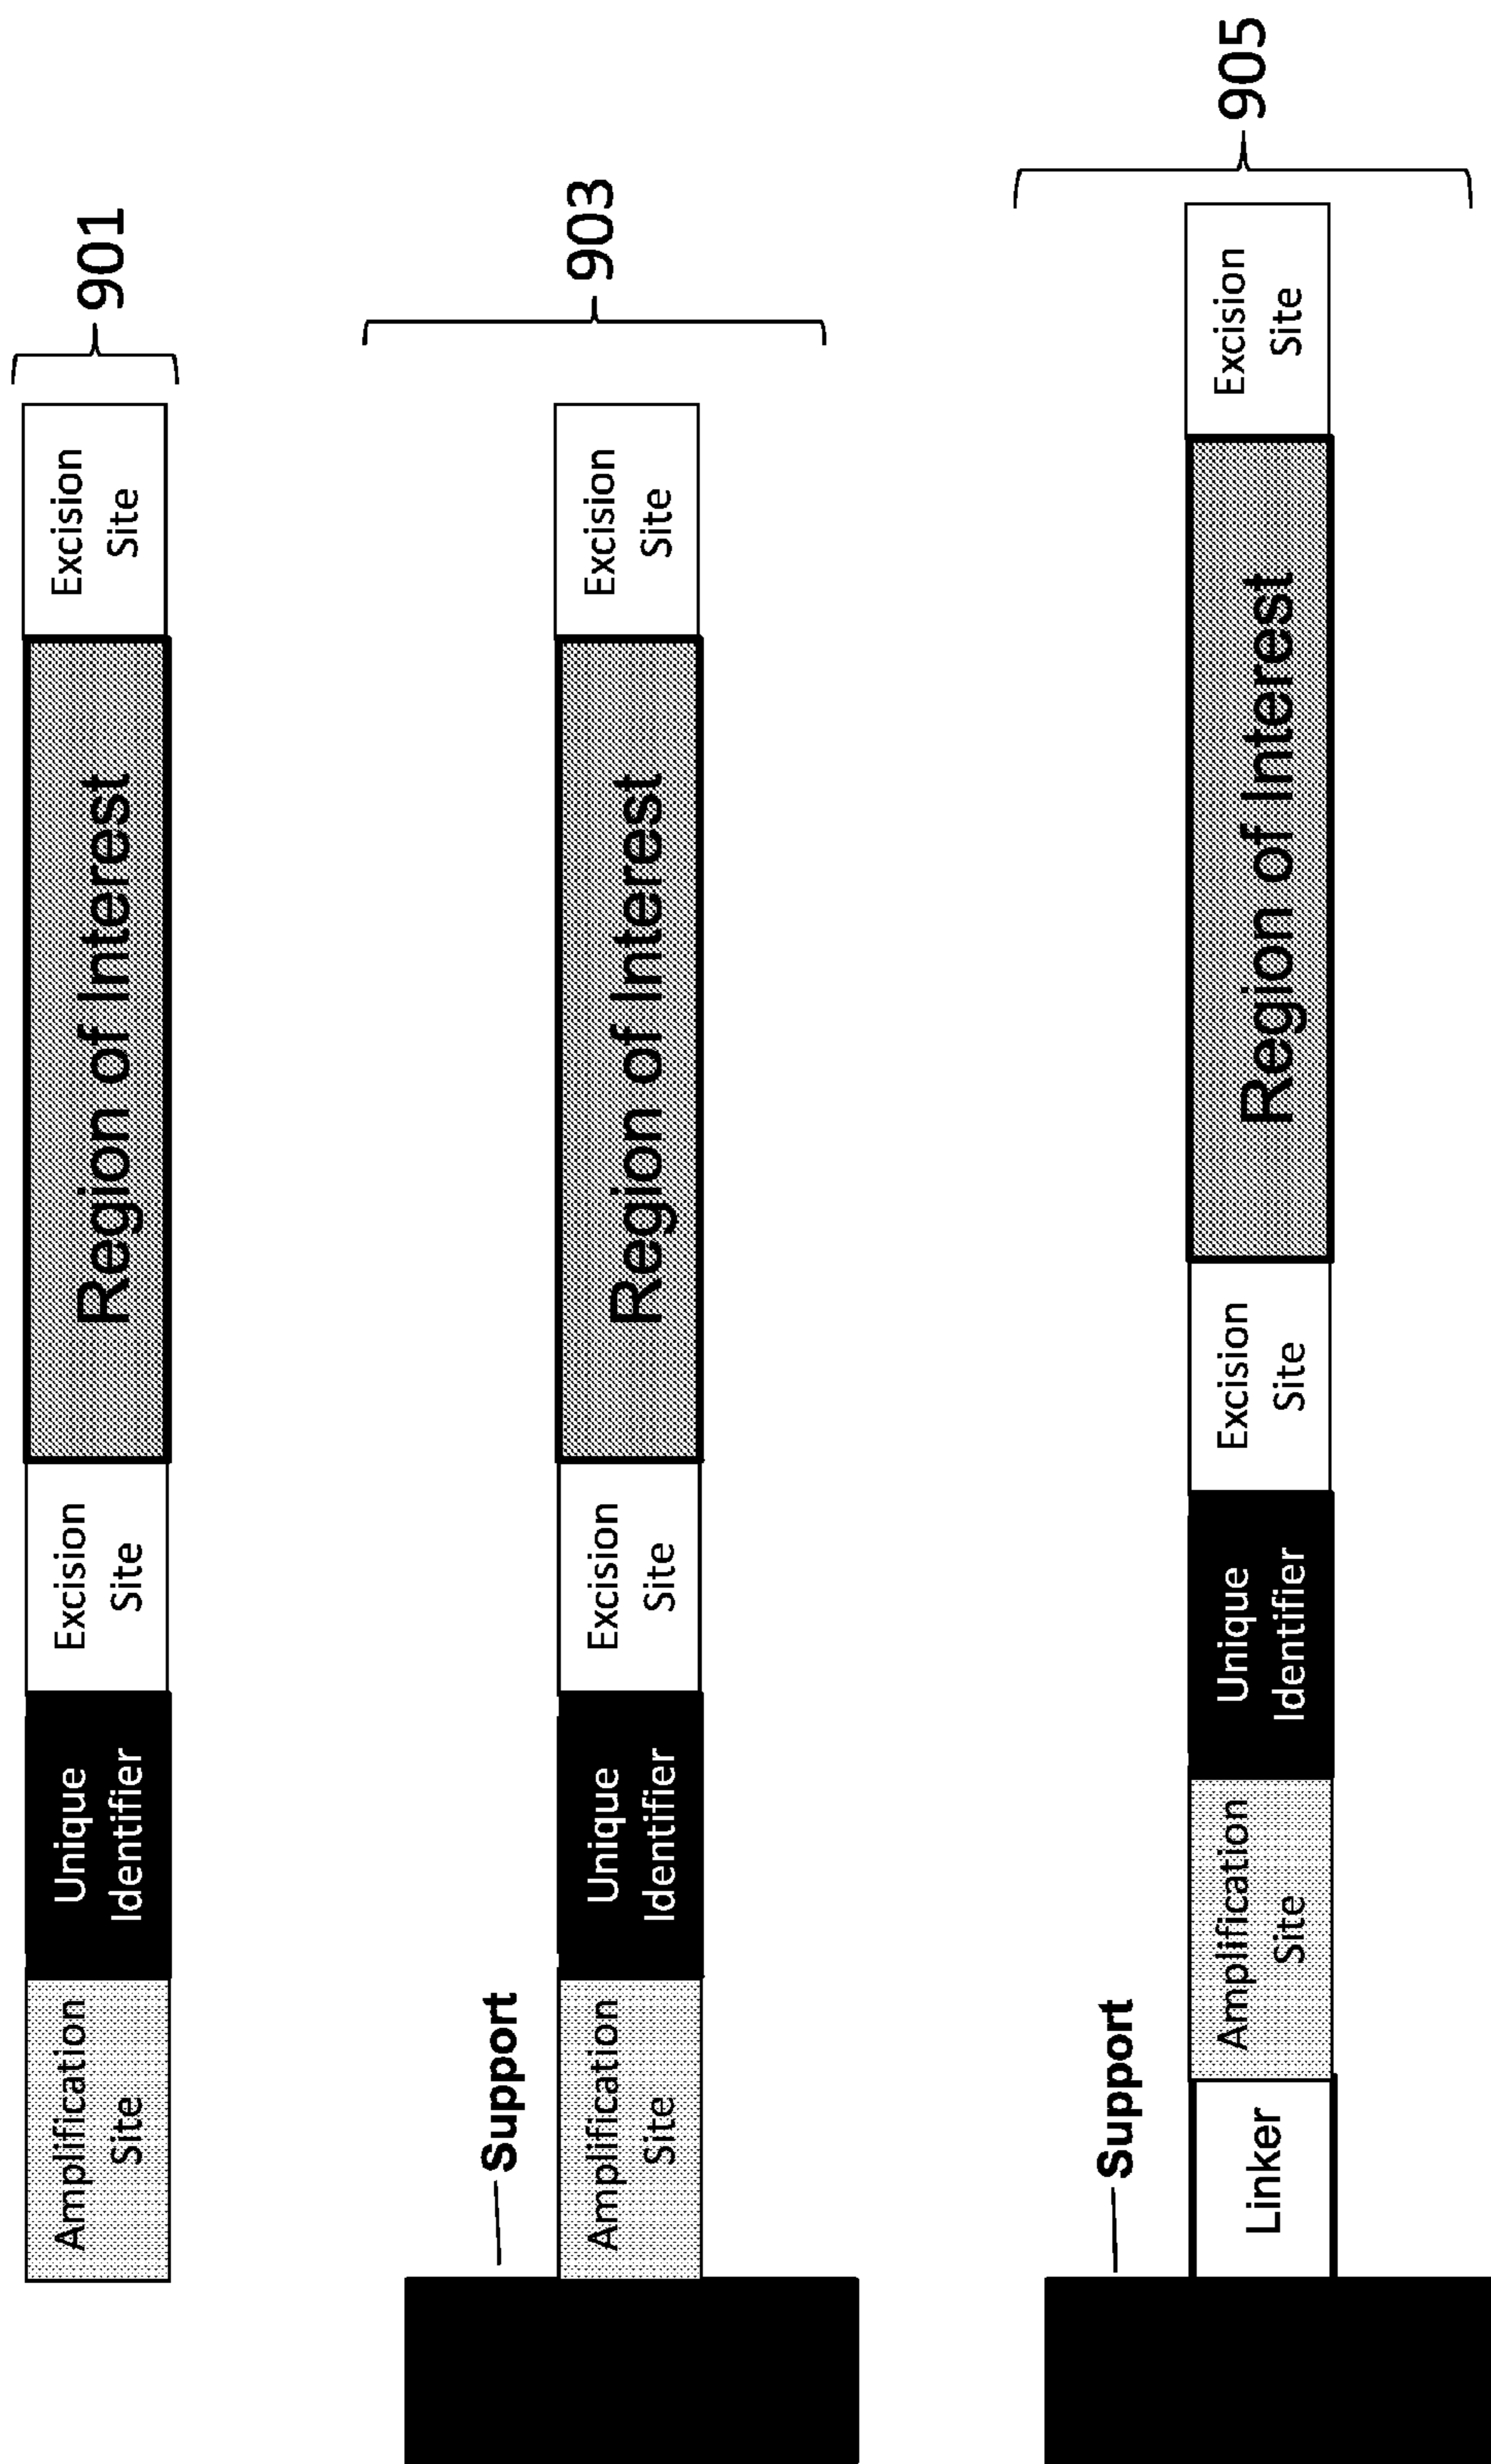 Amplification
Site
Unique
Identifier
Excision
Site
Region of Interest
Excision
Site
901
Support
Amplification
Site
Unique
Identifier
Excision
Site
Region of Interest
Excision
Site
903
Support
Linker
Amplification
Site
Unique
Identifier
Excision
Site
Region of Interest
Excision
Site
905